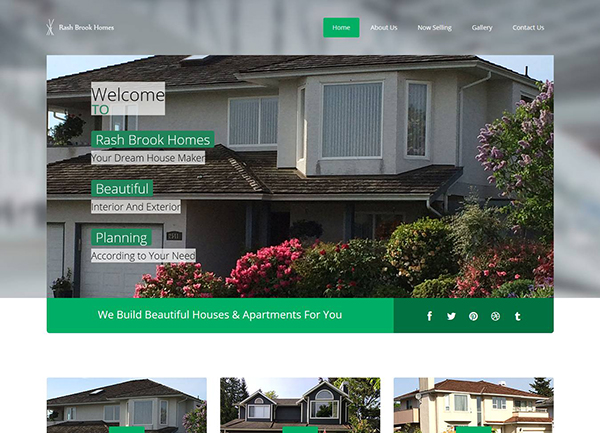 Rash Brook Homes
Home About Us Now Selling Gallery Contact Us
Welcome
TO
Rash Brook Homes
Your Dream House Maker
Beautiful
Interior And Exterior
Planning
According to Your Need
We Build Beautiful Houses & Apartments For You